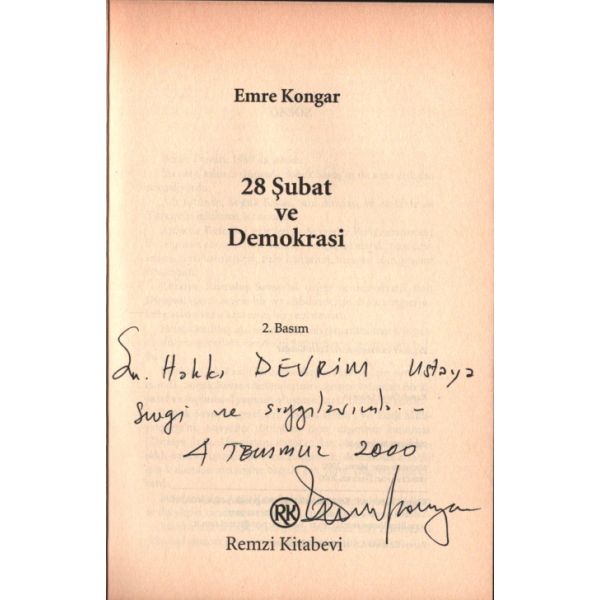 Emre Kongar
28 Şubat
ve
Demokrasi
2. Basım
Sn. Hakkı DEVRİM Ustaya
Sevgi ve saygılarımla. -
4 TEMMUZ 2000
RK
Remzi Kitabevi